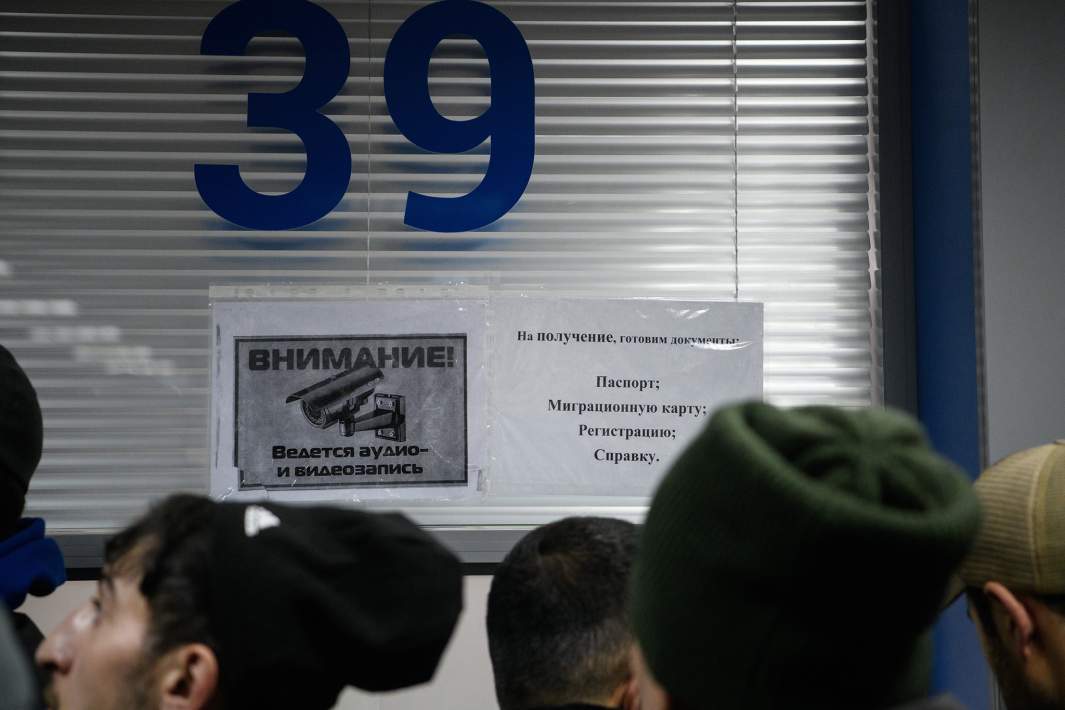 39
ВНИМАНИЕ!
Ведется аудио-
и видеозапись
На получение, готовим документы:
Паспорт;
Миграционную карту;
Регистрацию;
Справку.